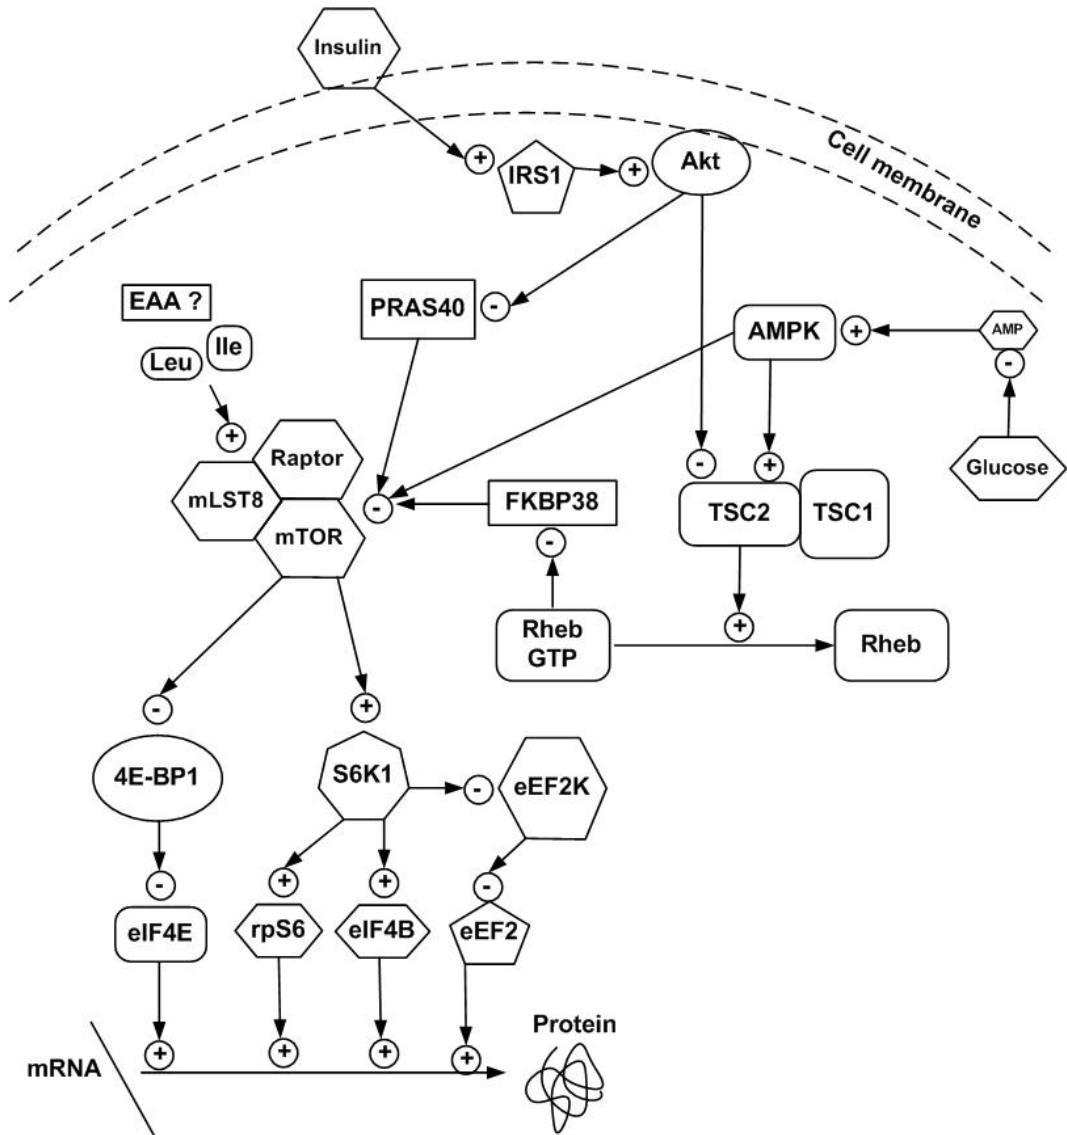 Insulin
+
IRS1
+
Akt
Cell membrane
EAA ?
Leu
Ile
+
PRAS40
-
AMPK
+
AMP
-
Glucose
Raptor
mLST8
mTOR
-
FKBP38
-
-
+
TSC2
TSC1
Rheb
GTP
+
Rheb
-
+
4E-BP1
S6K1
-
eEF2K
-
+
+
-
eIF4E
rpS6
eIF4B
eEF2
+
+
+
+
mRNA
Protein